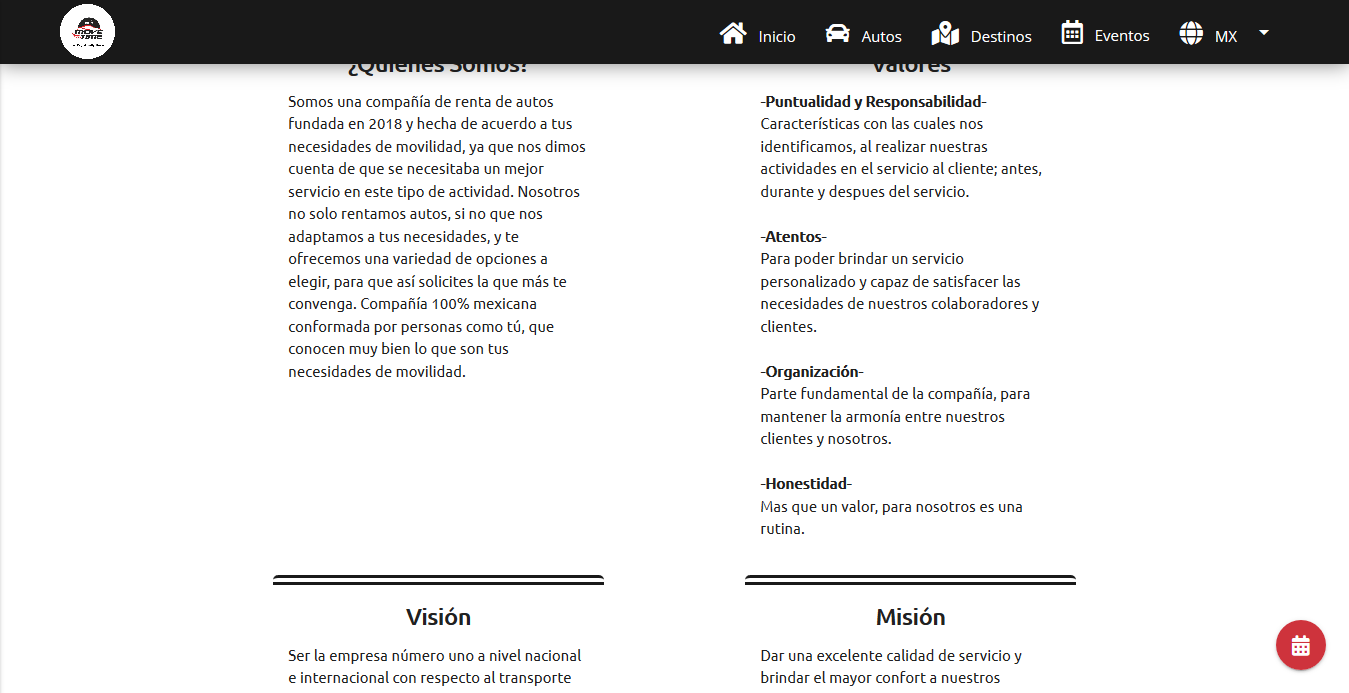 MOVE
Inicio
Autos
Destinos
Eventos
MX
¿Quiénes Somos?
Somos una compañía de renta de autos
fundada en 2018 y hecha de acuerdo a tus
necesidades de movilidad, ya que nos dimos
cuenta de que se necesitaba un mejor
servicio en este tipo de actividad. Nosotros
no solo rentamos autos, si no que nos
adaptamos a tus necesidades, y te
ofrecemos una variedad de opciones a
elegir, para que así solicites la que más te
convenga. Compañía 100% mexicana
conformada por personas como tú, que
conocen muy bien lo que son tus
necesidades de movilidad.
Valores
-Puntualidad y Responsabilidad-
Características con las cuales nos
identificamos, al realizar nuestras
actividades en el servicio al cliente; antes,
durante y despues del servicio.
-Atentos-
Para poder brindar un servicio
personalizado y capaz de satisfacer las
necesidades de nuestros colaboradores y
clientes.
-Organización-
Parte fundamental de la compañía, para
mantener la armonía entre nuestros
clientes y nosotros.
-Honestidad-
Mas que un valor, para nosotros es una
rutina.
Visión
Ser la empresa número uno a nivel nacional
e internacional con respecto al transporte
Misión
Dar una excelente calidad de servicio y
brindar el mayor confort a nuestros